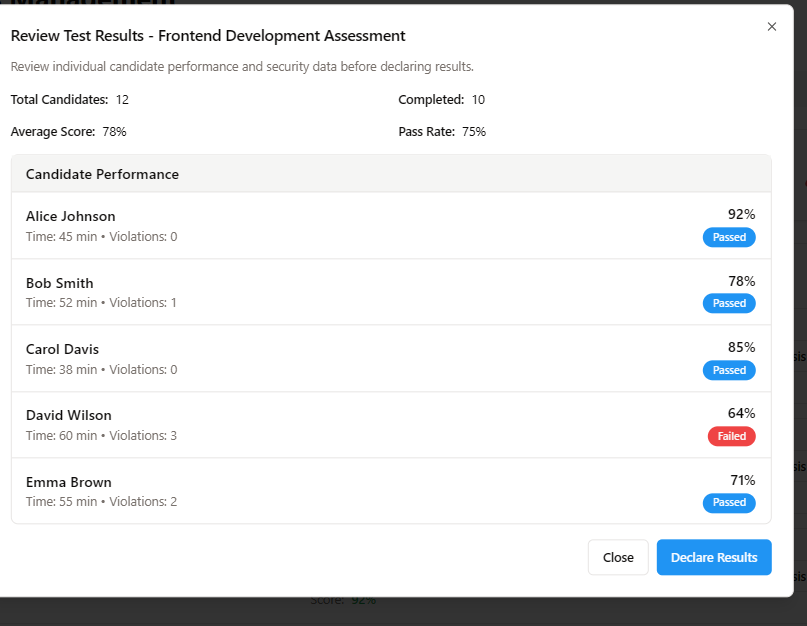 Management
Review Test Results - Frontend Development Assessment
Review individual candidate performance and security data before declaring results.
Total Candidates: 12
Completed: 10
Average Score: 78%
Pass Rate: 75%
Candidate Performance
Alice Johnson
92%
Time: 45 min • Violations: 0
Passed
Bob Smith
78%
Time: 52 min • Violations: 1
Passed
Carol Davis
85%
Time: 38 min • Violations: 0
Passed
David Wilson
64%
Time: 60 min • Violations: 3
Failed
Emma Brown
71%
Time: 55 min • Violations: 2
Passed
Close
Declare Results
Score: 92%